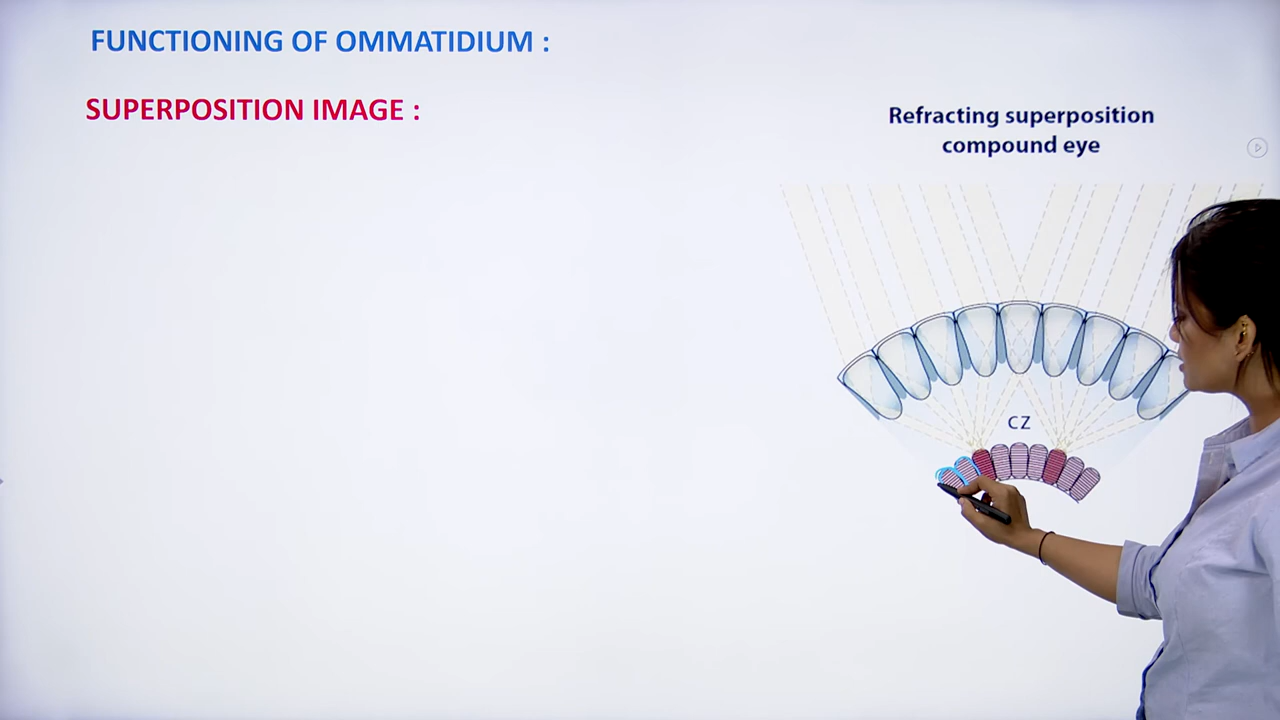 FUNCTIONING OF OMMATIDIUM :
SUPERPOSITION IMAGE :
Refracting superposition
compound eye
CZ